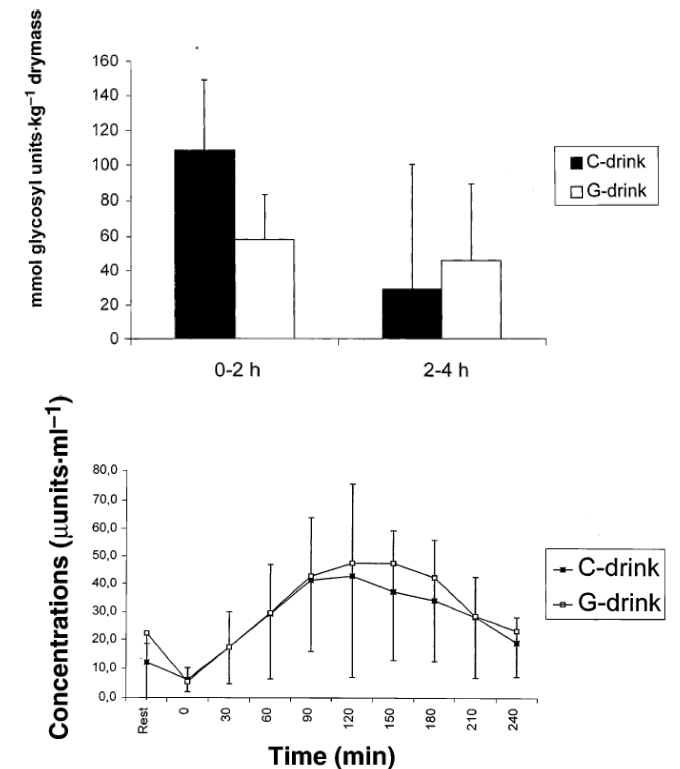 mmol glycosyl units·kg⁻¹ drymass
160
140
120
100
80
60
40
20
0
0-2 h
2-4 h
C-drink
G-drink
Concentrations (μunits·ml⁻¹)
80,0
70,0
60,0
50,0
40,0
30,0
20,0
10,0
0,0
Rest
0
30
60
90
120
150
180
210
240
Time (min)
C-drink
G-drink